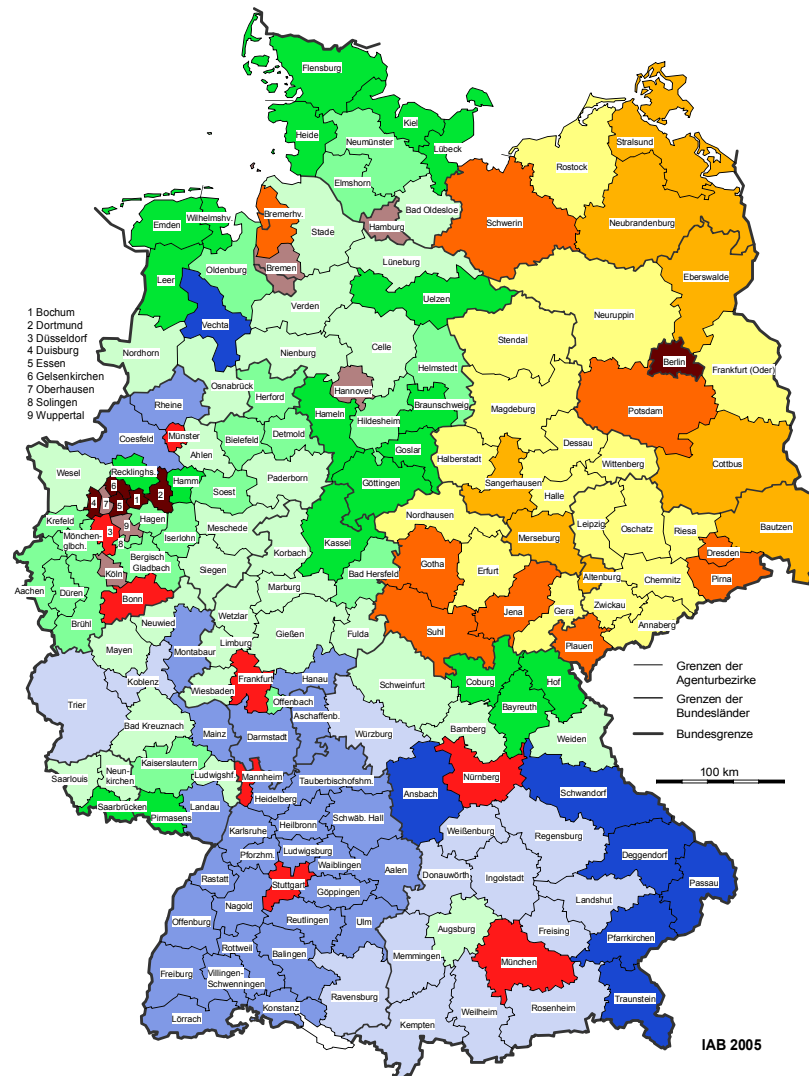 Flensburg
Kiel
Heide
Neumünster
Lübeck
Stralsund
Rostock
Elmshorn
Bad Oldesloe
Schwerin
Neubrandenburg
Wilhelmshv.
Emden
Bremerhv.
Stade
Hamburg
Leer
Oldenburg
Bremen
Lüneburg
Eberswalde
Uelzen
Neuruppin
Verden
Vechta
1 Bochum
2 Dortmund
3 Düsseldorf
4 Duisburg
5 Essen
6 Gelsenkirchen
7 Oberhausen
8 Solingen
9 Wuppertal
Nordhorn
Nienburg
Celle
Stendal
Berlin
Frankfurt (Oder)
Helmstedt
Osnabrück
Hannover
Rheine
Herford
Hameln
Braunschweig
Magdeburg
Potsdam
Hildesheim
Coesfeld
Münster
Bielefeld
Detmold
Dessau
Ahlen
Goslar
Halberstadt
Wittenberg
Cottbus
Wesel
Recklinghs.
Hamm
Paderborn
Göttingen
Sangerhausen
Halle
6
4
7
5
1
2
Soest
Nordhausen
Leipzig
Oschatz
Riesa
Bautzen
Krefeld
Hagen
9
3
Meschede
Mönchen-
glbch.
8
Iserlohn
Kassel
Merseburg
Dresden
Bergisch
Gladbach
Korbach
Gotha
Erfurt
Pirna
Köln
Siegen
Bad Hersfeld
Altenburg
Chemnitz
Aachen
Düren
Bonn
Marburg
Jena
Gera
Zwickau
Annaberg
Brühl
Neuwied
Wetzlar
Gießen
Fulda
Suhl
Plauen
Mayen
Montabaur
Limburg
Grenzen der
Agenturbezirke
Koblenz
Frankfurt
Hanau
Schweinfurt
Coburg
Hof
Grenzen der
Bundesländer
Trier
Wiesbaden
Offenbach
Aschaffenb.
Bayreuth
Bundesgrenze
Bad Kreuznach
Mainz
Darmstadt
Würzburg
Bamberg
Weiden
Kaiserslautern
Saarlouis
Neun-
kirchen
Ludwigshf.
Mannheim
Tauberbischofshm.
100 km
Ansbach
Nürnberg
Schwandorf
Saarbrücken
Pirmasens
Landau
Heidelberg
Karlsruhe
Heilbronn
Schwäb. Hall
Weißenburg
Regensburg
Pforzhm.
Ludwigsburg
Waiblingen
Aalen
Deggendorf
Donauwörth
Ingolstadt
Passau
Rastatt
Stuttgart
Göppingen
Landshut
Nagold
Offenburg
Reutlingen
Ulm
Augsburg
Freising
Rottweil
Balingen
Memmingen
München
Pfarrkirchen
Freiburg
Villingen-
Schwenningen
Ravensburg
Weilheim
Rosenheim
Traunstein
Lörrach
Konstanz
Kempten
IAB 2005